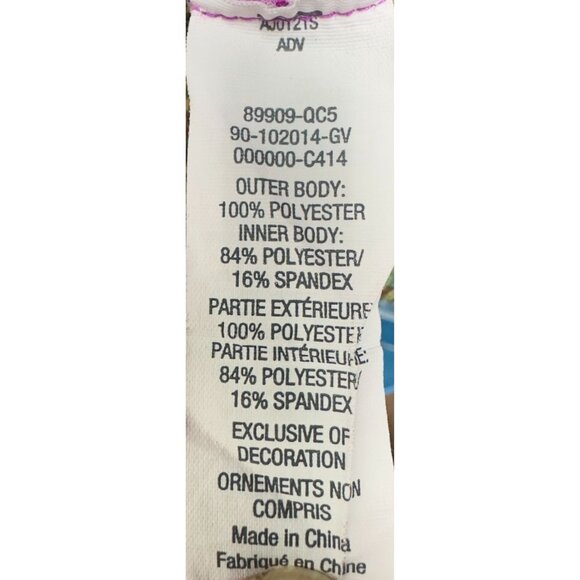 AJ0121S
ADV
89909-QC5
90-102014-GV
000000-C414
OUTER BODY:
100% POLYESTER
INNER BODY:
84% POLYESTER/
16% SPANDEX
PARTIE EXTÉRIEURE
100% POLYESTER
PARTIE INTÉRIEURE:
84% POLYESTER/
16% SPANDEX
EXCLUSIVE OF
DECORATION
ORNEMENTS NON
COMPRIS
Made in China
Fabriqué en Chine